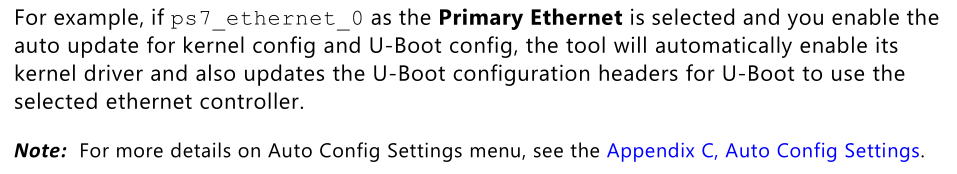 For example, if ps7_ethernet_0 as the Primary Ethernet is selected and you enable the
auto update for kernel config and U-Boot config, the tool will automatically enable its
kernel driver and also updates the U-Boot configuration headers for U-Boot to use the
selected ethernet controller.
Note: For more details on Auto Config Settings menu, see the Appendix C, Auto Config Settings.